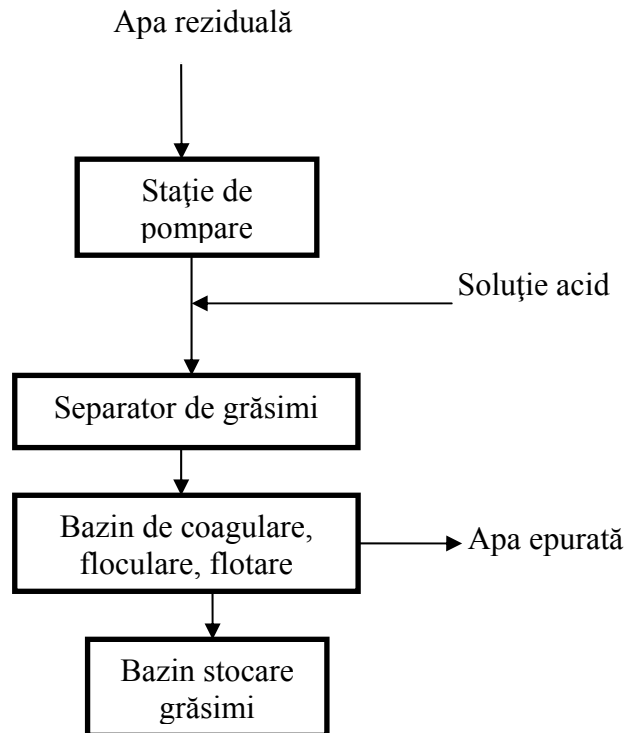 Apa reziduală
Staţie de
pompare
Soluţie acid
Separator de grăsimi
Bazin de coagulare,
floculare, flotare
Apa epurată
Bazin stocare
grăsimi